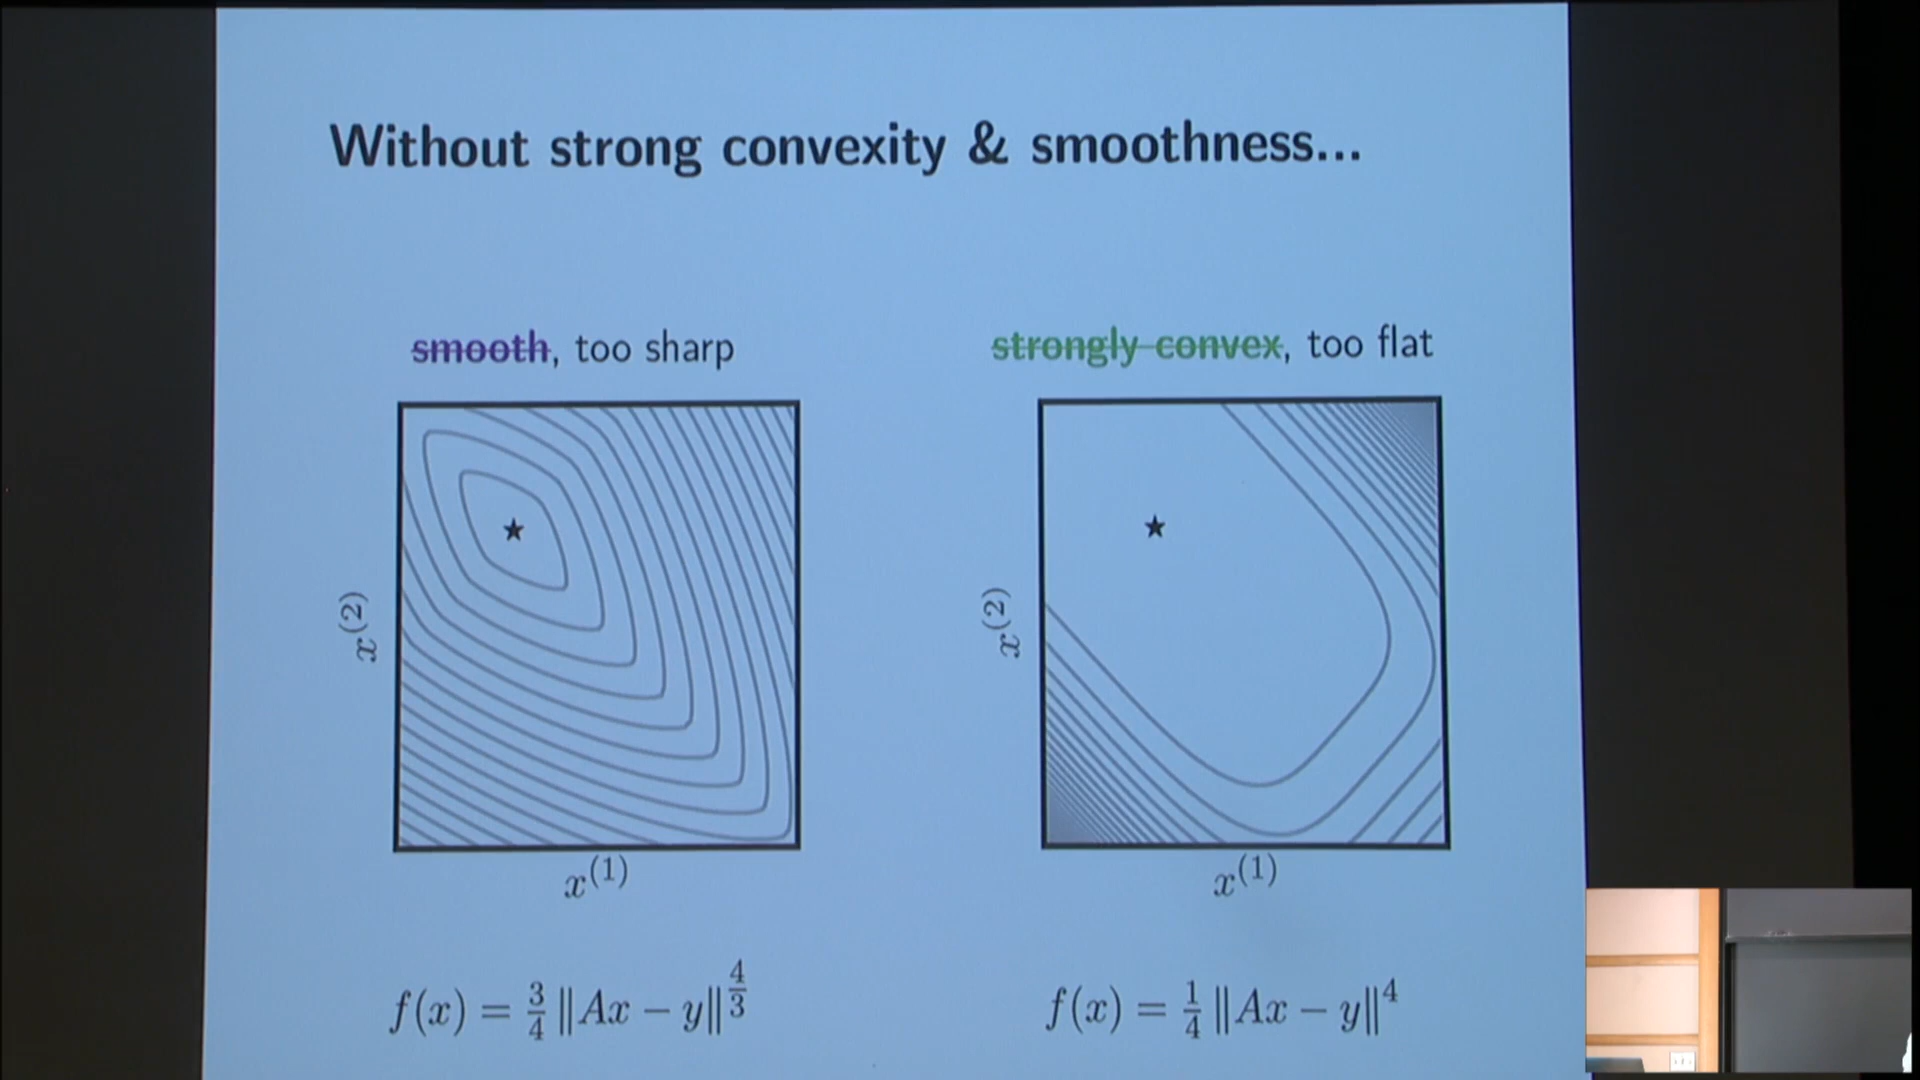 Without strong convexity & smoothness...
smooth, too sharp
strongly convex, too flat
x^(2)
x^(2)
x^(1)
x^(1)
f(x) = 3/4 ‖Ax − y‖^(4/3)
f(x) = 1/4 ‖Ax − y‖^4